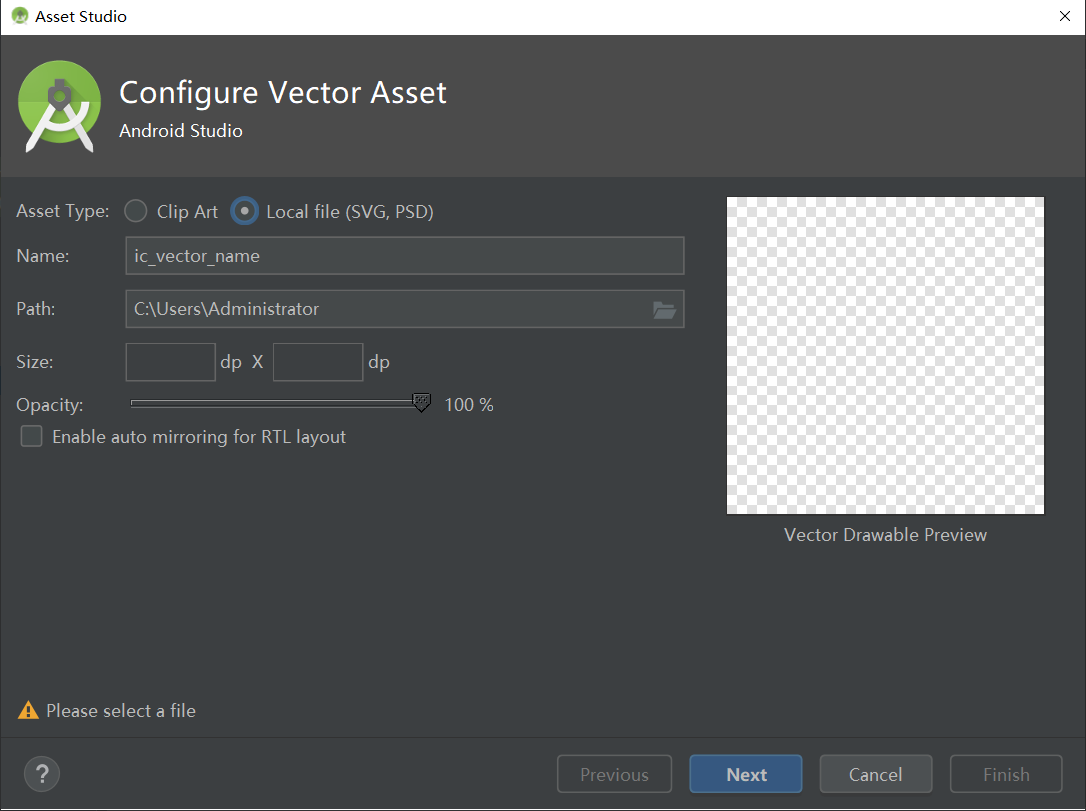 Asset Studio
Configure Vector Asset
Android Studio
Asset Type: Clip Art Local file (SVG, PSD)
Name: ic_vector_name
Path: C:\Users\Administrator
Size: dp X dp
Opacity: 100 %
Enable auto mirroring for RTL layout
Vector Drawable Preview
Please select a file
? Previous Next Cancel Finish